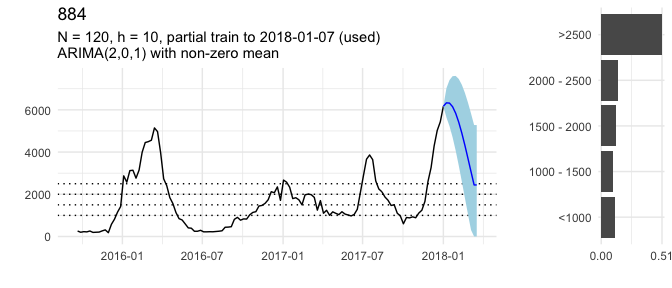 884
N = 120, h = 10, partial train to 2018-01-07 (used)
ARIMA(2,0,1) with non-zero mean
6000
4000
2000
0
2016-01 2016-07 2017-01 2017-07 2018-01
>2500
2000 - 2500
1500 - 2000
1000 - 1500
<1000
0.00 0.51